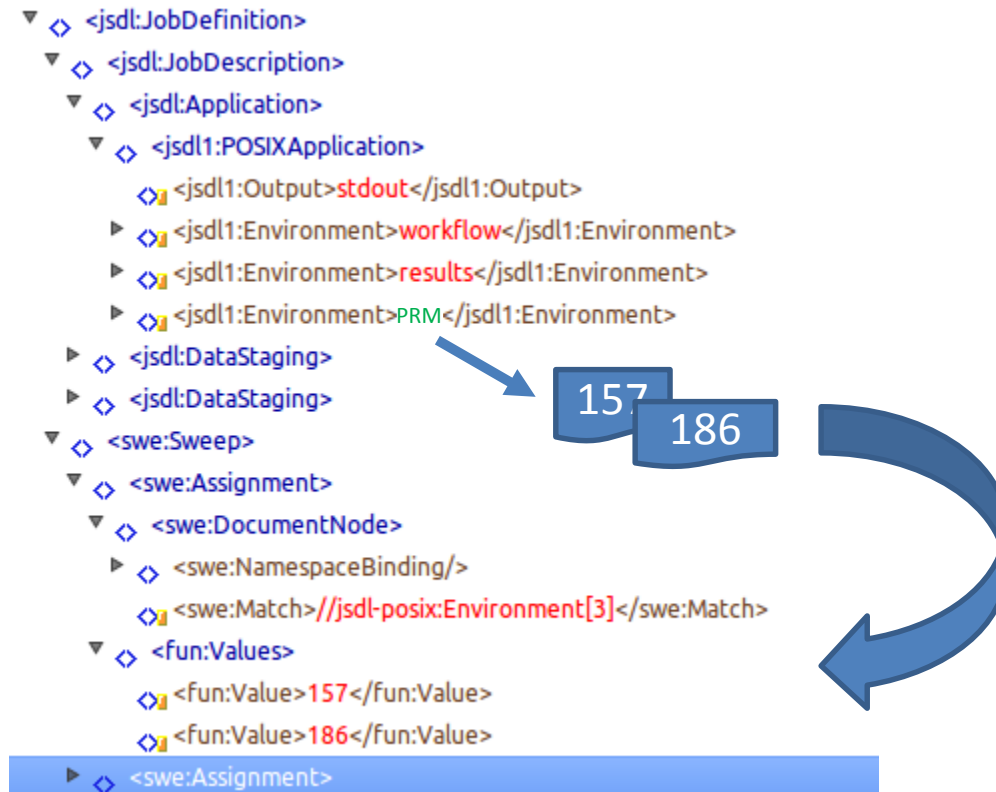 <jsdl:JobDefinition>
<jsdl:JobDescription>
<jsdl:Application>
<jsdl1:POSIXApplication>
<jsdl1:Output>stdout</jsdl1:Output>
<jsdl1:Environment>workflow</jsdl1:Environment>
<jsdl1:Environment>results</jsdl1:Environment>
<jsdl1:Environment>PRM</jsdl1:Environment>
<jsdl:DataStaging>
<jsdl:DataStaging>
157
186
<swe:Sweep>
<swe:Assignment>
<swe:DocumentNode>
<swe:NamespaceBinding/>
<swe:Match>//jsdl-posix:Environment[3]</swe:Match>
<fun:Values>
<fun:Value>157</fun:Value>
<fun:Value>186</fun:Value>
<swe:Assignment>